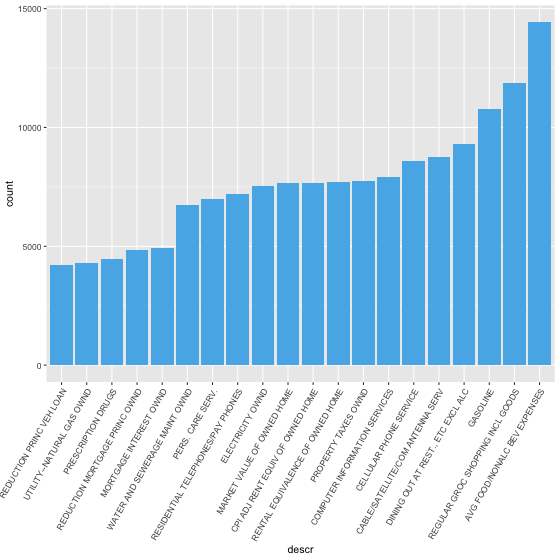 15000
10000
5000
0
count
REDUCTION PRINC VEH LOAN
UTILITY--NATURAL GAS OWND
PRESCRIPTION DRUGS
REDUCTION MORTGAGE PRINC OWND
MORTGAGE INTEREST OWND
WATER AND SEWERAGE MAINT OWND
PERS. CARE SERV.
RESIDENTIAL TELEPHONES/PAY PHONES
ELECTRICITY OWND
MARKET VALUE OF OWNED HOME
CPI ADJ RENT EQUIV OF OWNED HOME
RENTAL EQUIVALENCE OF OWNED HOME
PROPERTY TAXES OWND
COMPUTER INFORMATION SERVICES
CELLULAR PHONE SERVICE
CABLE/SATELLITE/COM ANTENNA SERV
DINING OUT AT REST.. ETC EXCL ALC
GASOLINE
REGULAR GROC SHOPPING INCL GOODS
AVG FOOD/NONALC BEV EXPENSES
descr